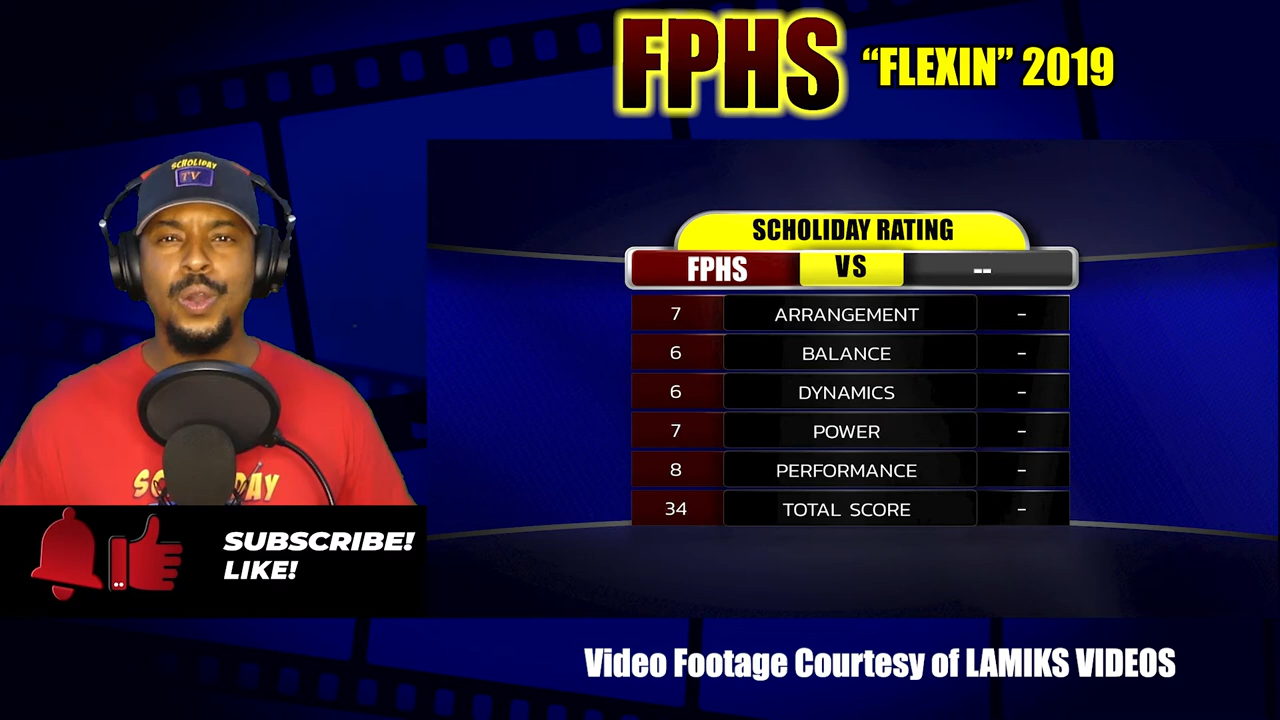 FPHS
“FLEXIN” 2019
SCHOLIDAY
TV
SCHOLIDAY RATING
FPHS VS --
7 ARRANGEMENT -
6 BALANCE -
6 DYNAMICS -
7 POWER -
8 PERFORMANCE -
34 TOTAL SCORE -
SUBSCRIBE!
LIKE!
Video Footage Courtesy of LAMIKS VIDEOS